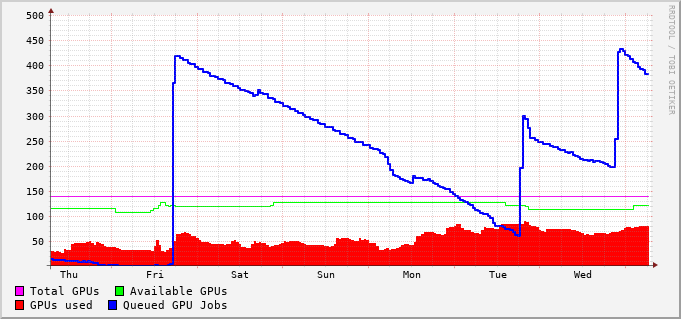 500
450
400
350
300
250
200
150
100
50
Thu Fri Sat Sun Mon Tue Wed
Total GPUs Available GPUs
GPUs used Queued GPU Jobs
RRDTOOL / TOBI OETIKER